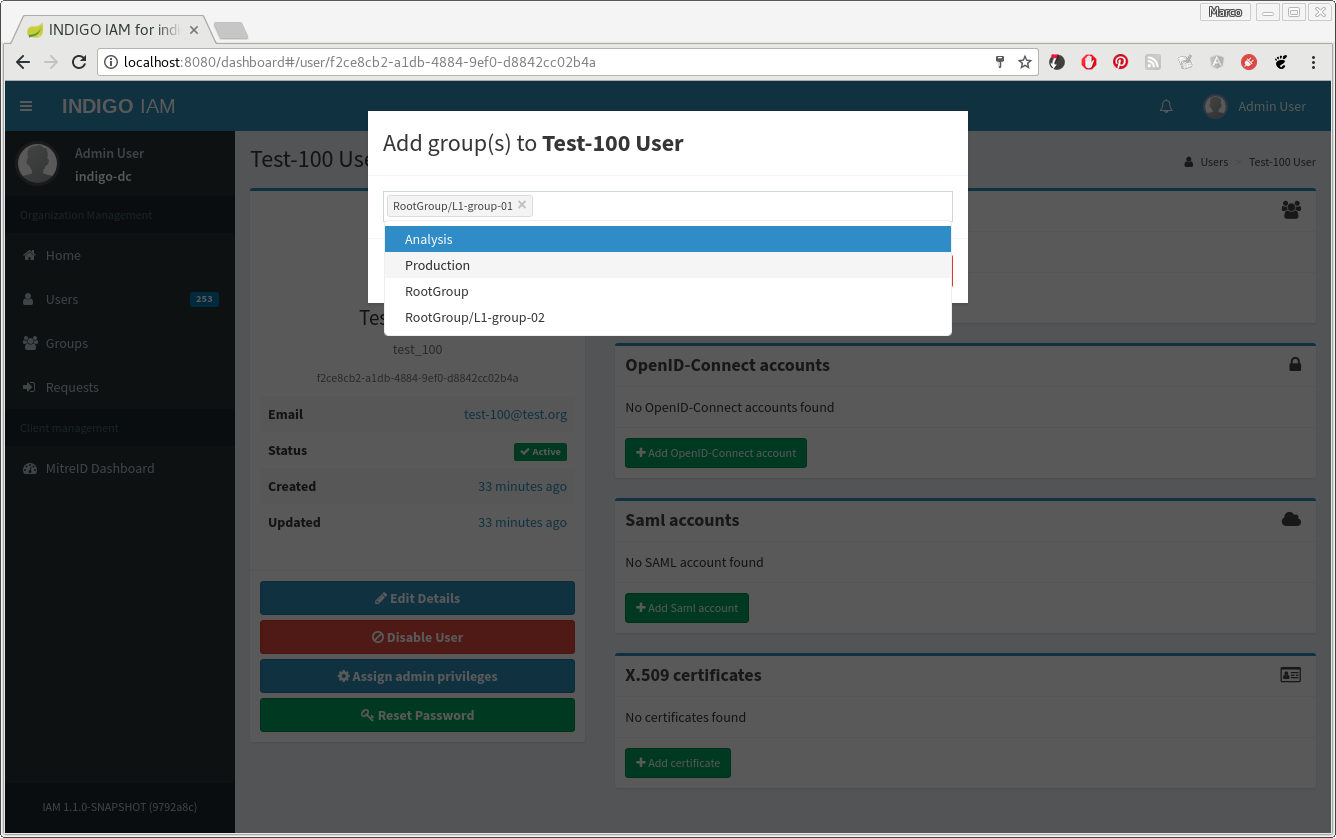 Marco
INDIGO IAM for ind
localhost:8080/dashboard#/user/f2ce8cb2-a1db-4884-9ef0-d8842cc02b4a
INDIGO IAM
Admin User
Admin User
indigo-dc
Organization Management
Home
Users 253
Groups
Requests
Client management
MitreID Dashboard
IAM 1.1.0-SNAPSHOT (9792a8c)
Test-100 Use
Users
Test-100 User
Add group(s) to Test-100 User
RootGroup/L1-group-01
Analysis
Production
RootGroup
RootGroup/L1-group-02
Tes
test_100
f2ce8cb2-a1db-4884-9ef0-d8842cc02b4a
Email test-100@test.org
Status Active
Created 33 minutes ago
Updated 33 minutes ago
Edit Details
Disable User
Assign admin privileges
Reset Password
OpenID-Connect accounts
No OpenID-Connect accounts found
Add OpenID-Connect account
Saml accounts
No SAML account found
Add Saml account
X.509 certificates
No certificates found
Add certificate